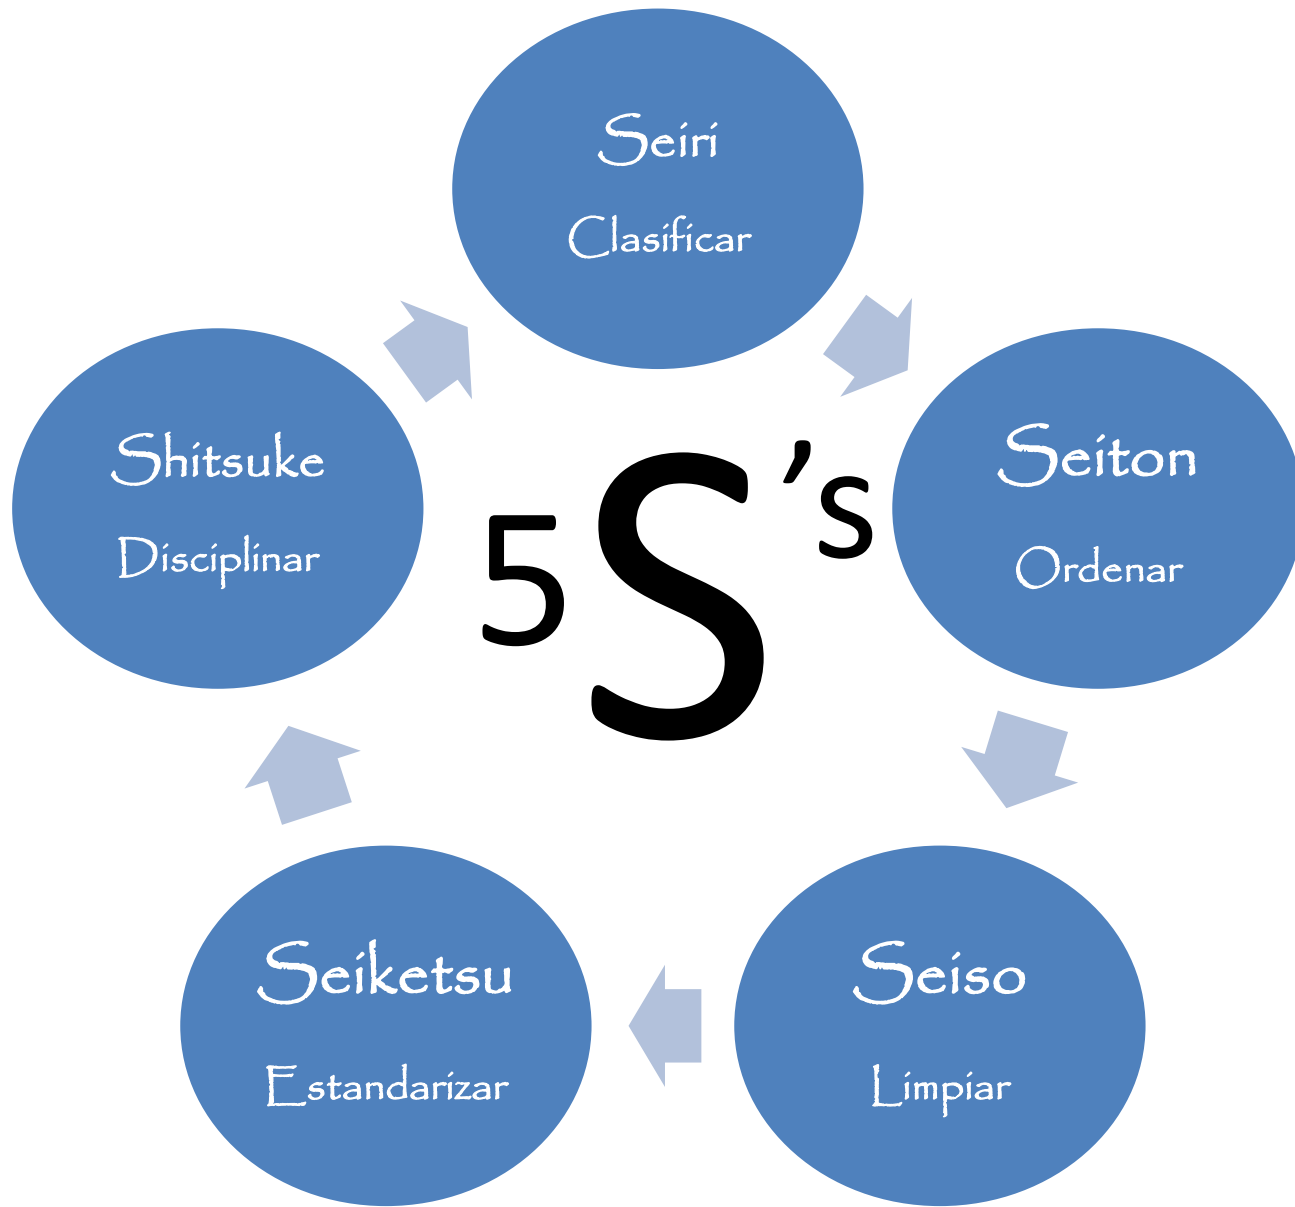 Seiri
Clasificar
Seiton
Ordenar
Seiso
Limpiar
Seiketsu
Estandarizar
Shitsuke
Disciplinar
5S's